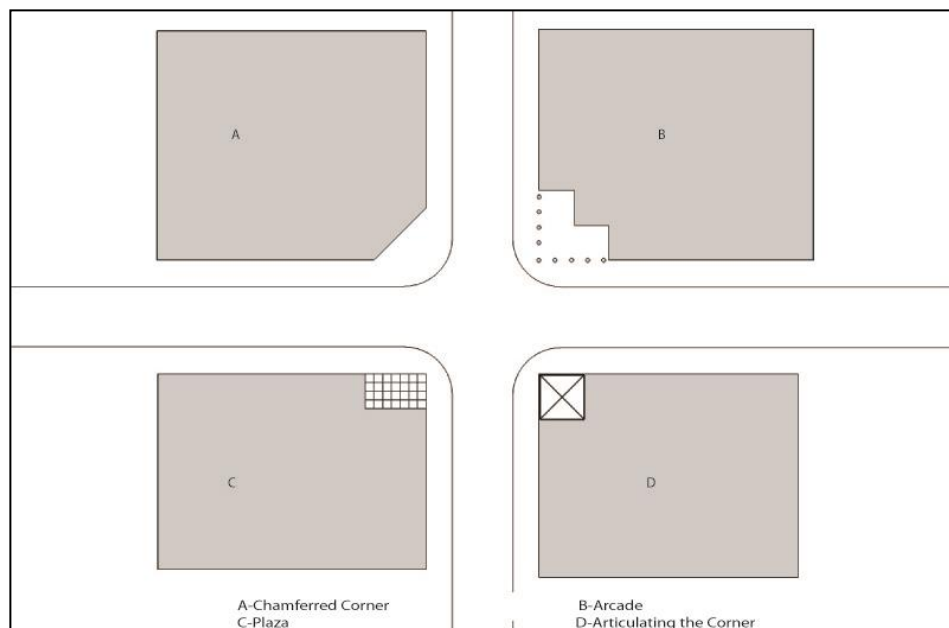 A
B
C
D
A-Chamferred Corner
B-Arcade
C-Plaza
D-Articulating the Corner